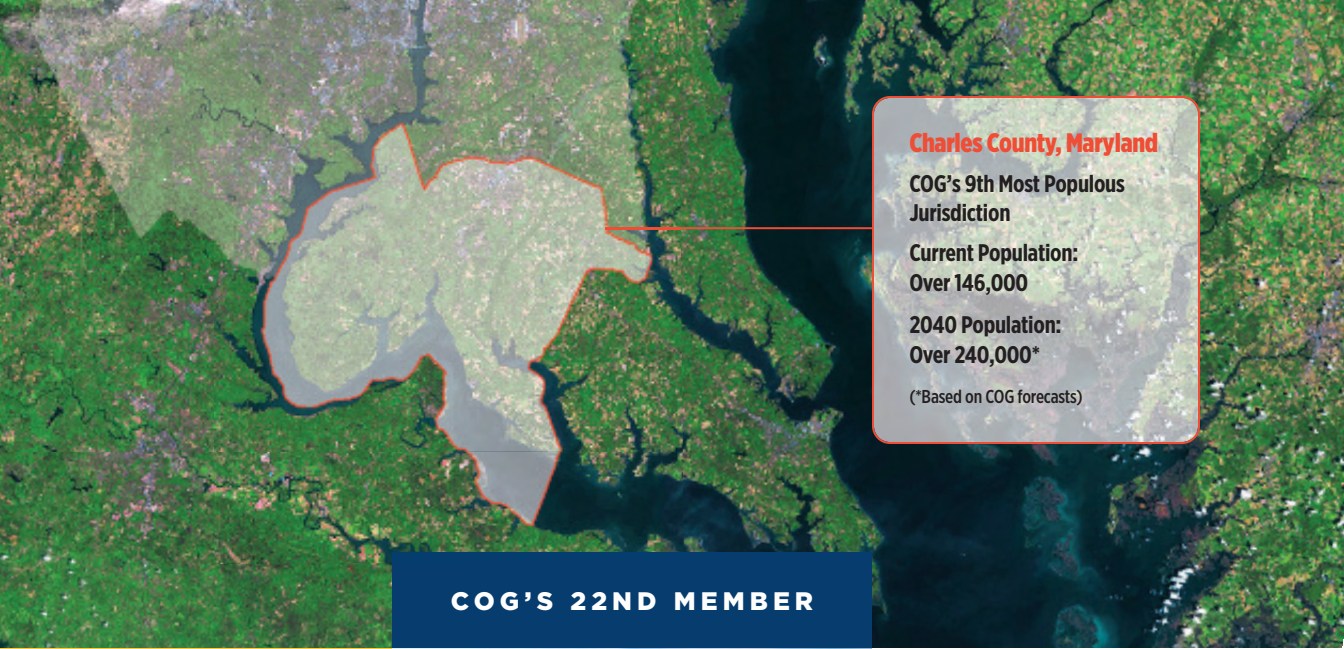 Charles County, Maryland
COG’s 9th Most Populous
Jurisdiction
Current Population:
Over 146,000
2040 Population:
Over 240,000*
(*Based on COG forecasts)
COG’S 22ND MEMBER